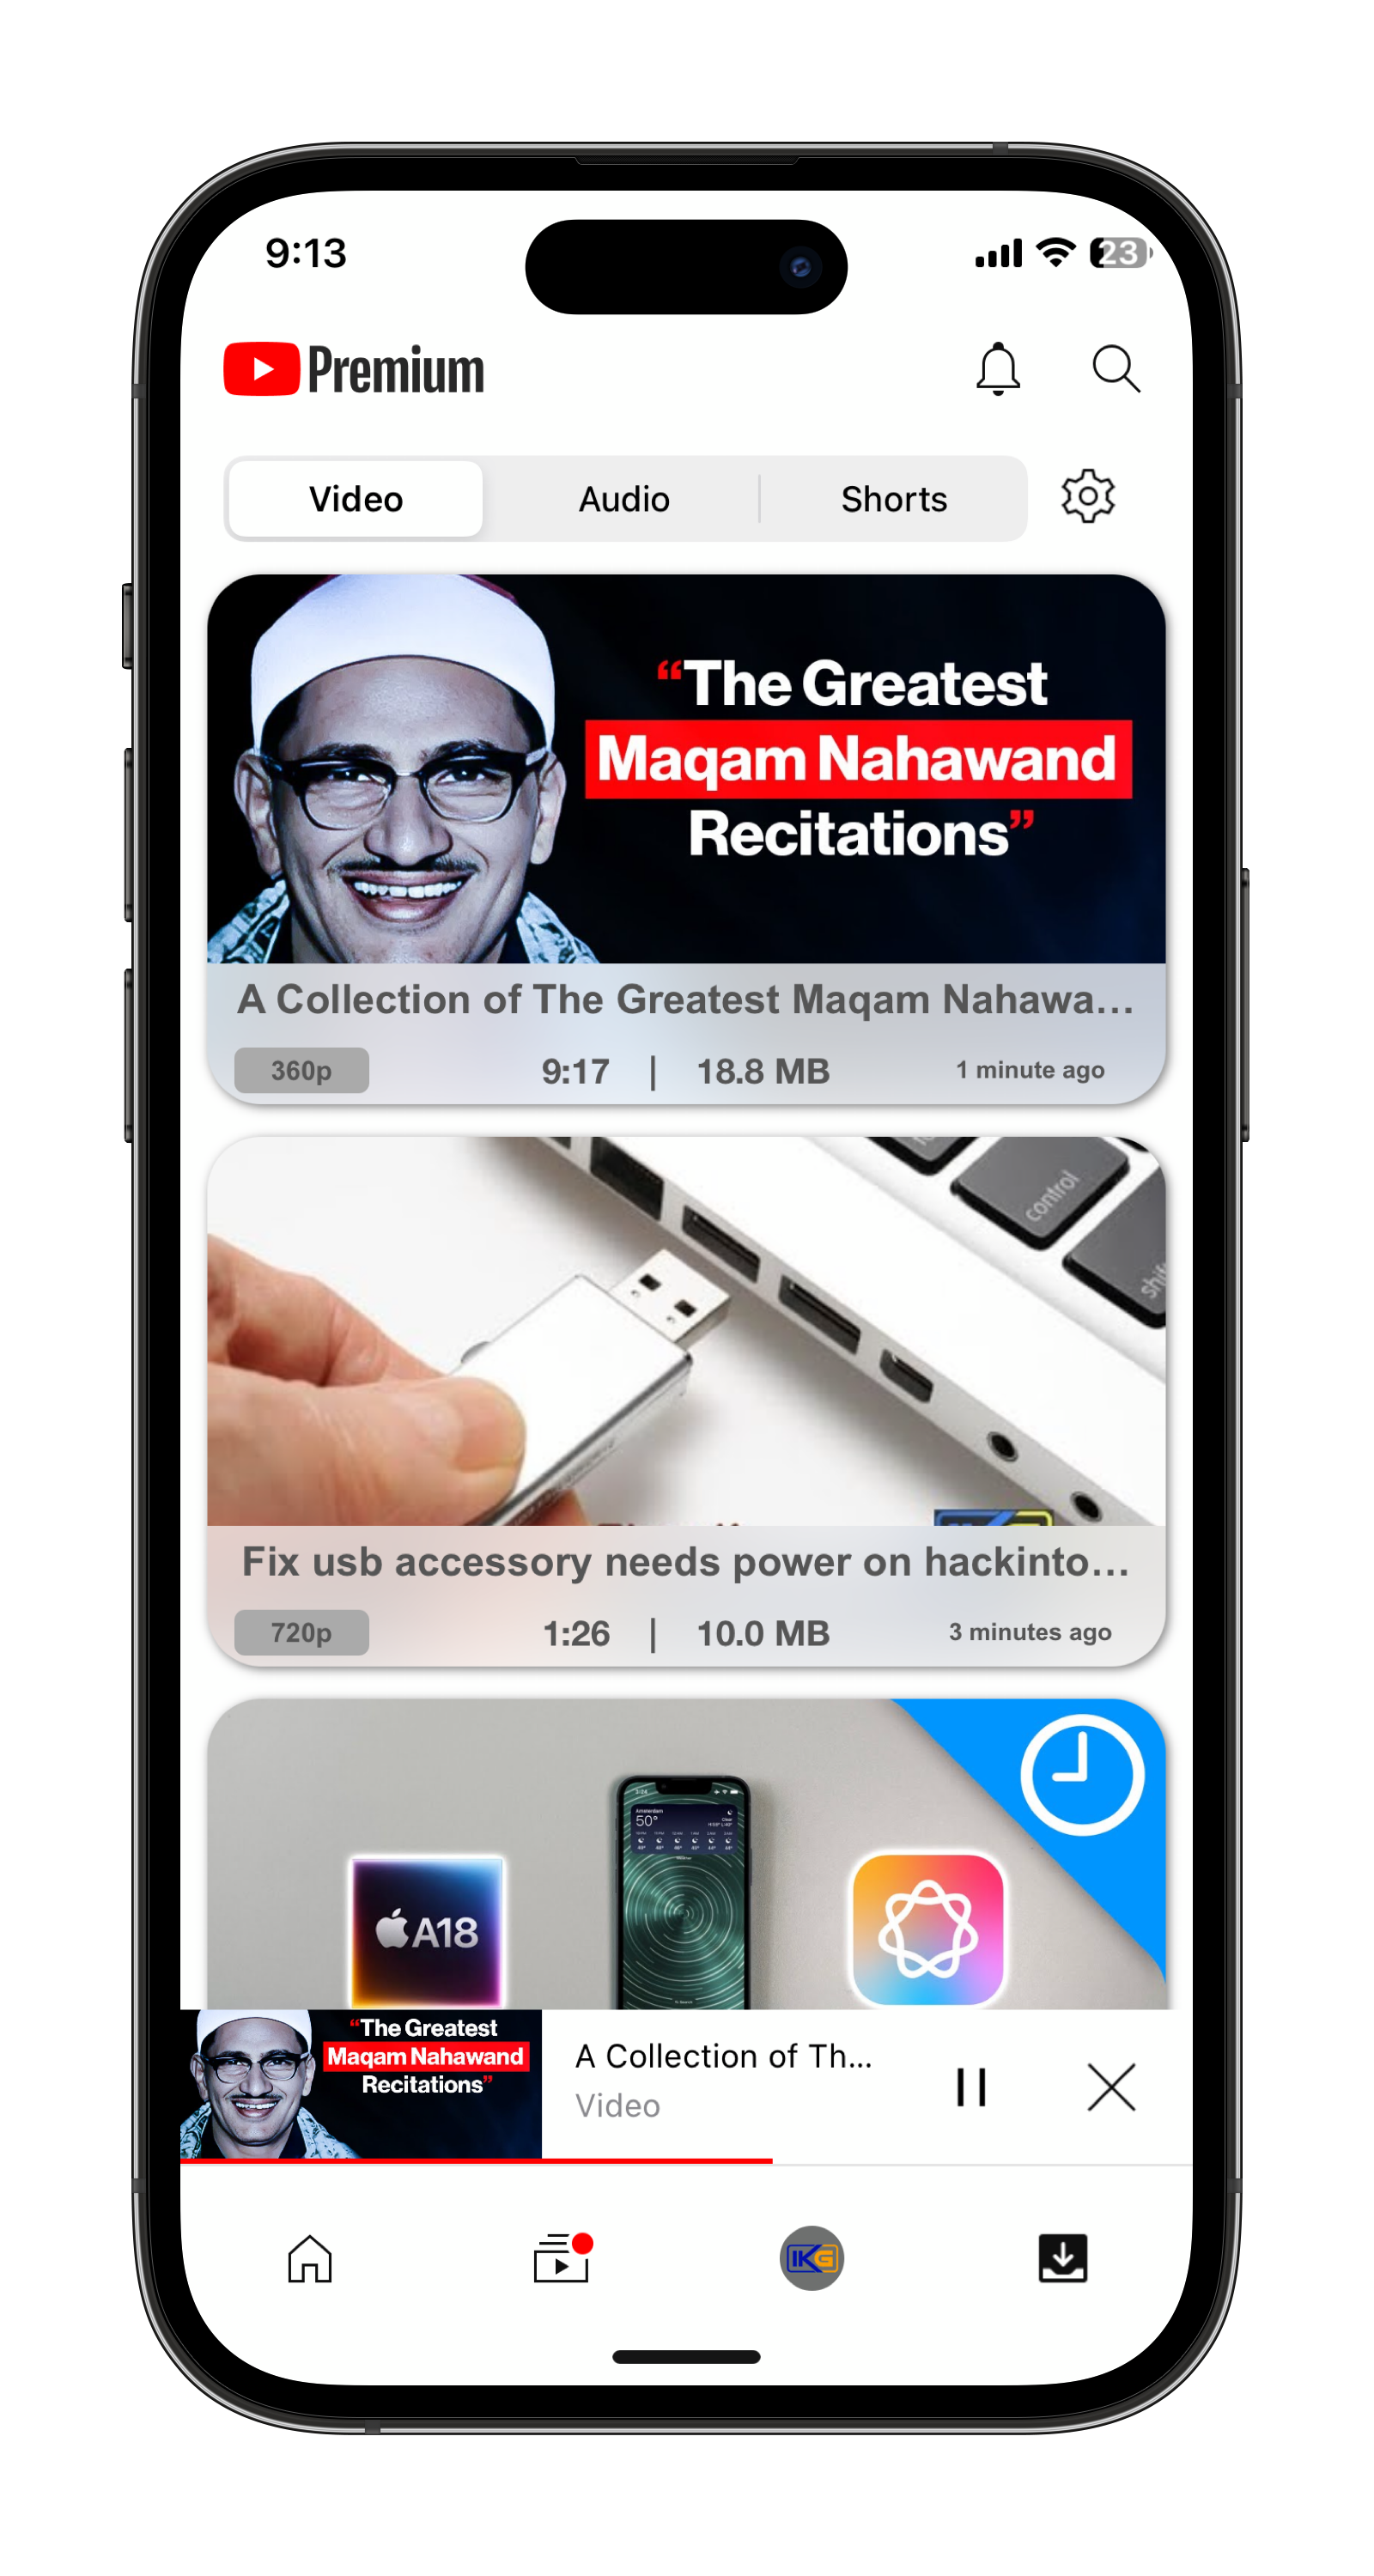 9:13
23
Premium
Video
Audio
Shorts
“The Greatest
Maqam Nahawand
Recitations”
A Collection of The Greatest Maqam Nahawa...
360p
9:17 | 18.8 MB
1 minute ago
control
shif
Fix usb accessory needs power on hackinto...
720p
1:26 | 10.0 MB
3 minutes ago
50°
A18
“The Greatest
Maqam Nahawand
Recitations”
A Collection of Th...
Video
IKG